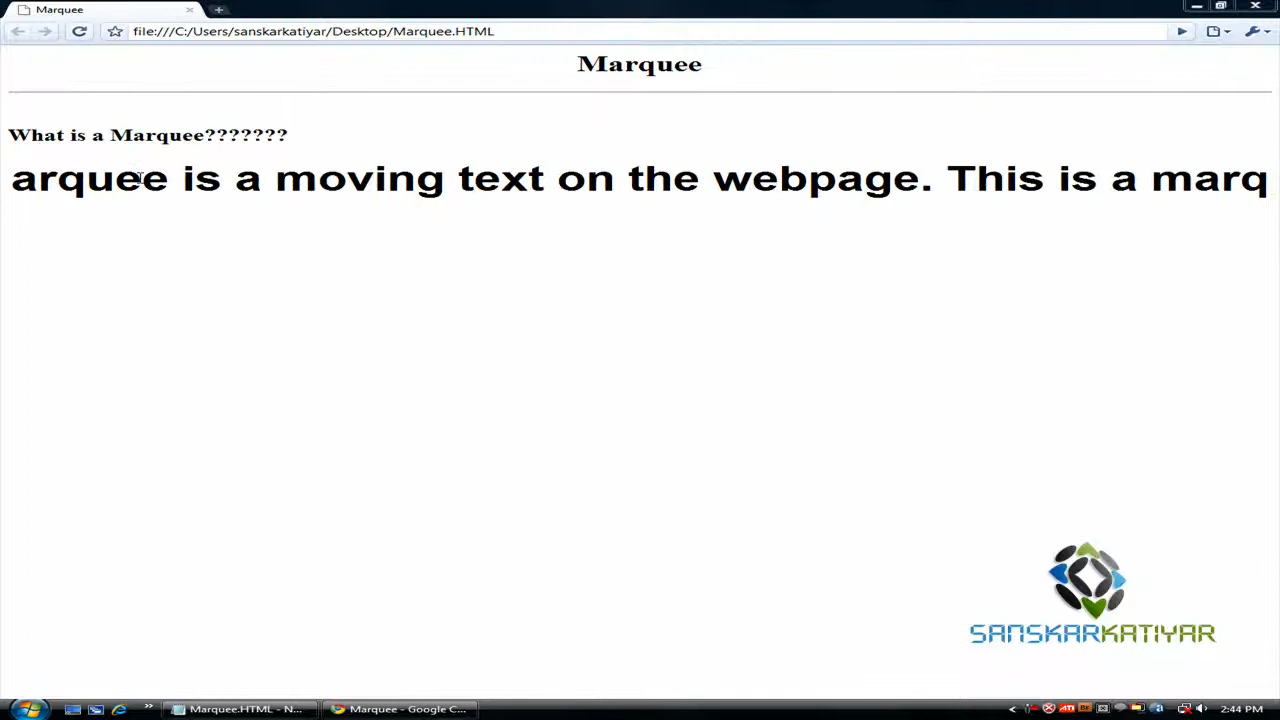 Marquee
file:///C:/Users/sanskarkatiyar/Desktop/Marquee.HTML
Marquee
What is a Marquee???????
arquee is a moving text on the webpage. This is a marq
SANSKARKATIYAR
Marquee.HTML - N...
Marquee - Google C...
ATI
2:44 PM